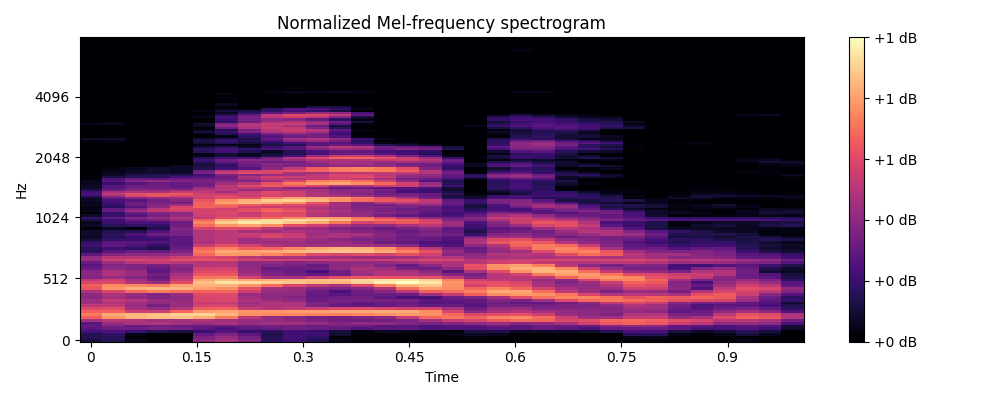 Normalized Mel-frequency spectrogram
Hz
4096
2048
1024
512
0
0 0.15 0.3 0.45 0.6 0.75 0.9
Time
+1 dB
+1 dB
+1 dB
+0 dB
+0 dB
+0 dB